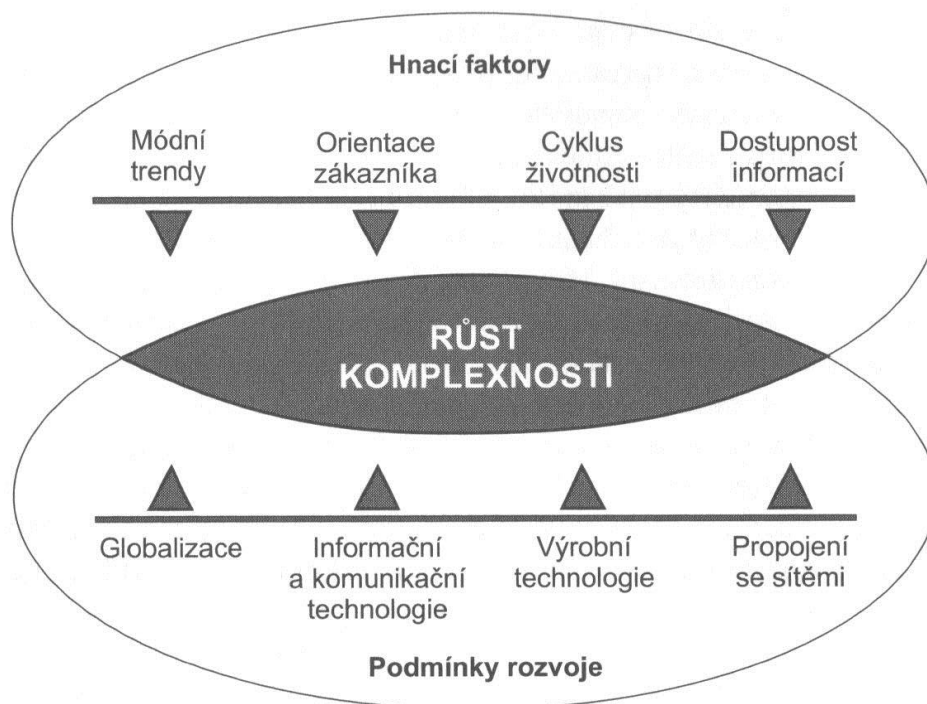 Hnací faktory
Módní
trendy
Orientace
zákazníka
Cyklus
životnosti
Dostupnost
informací
RŮST
KOMPLEXNOSTI
Globalizace
Informační
a komunikační
technologie
Výrobní
technologie
Propojení
se sítěmi
Podmínky rozvoje